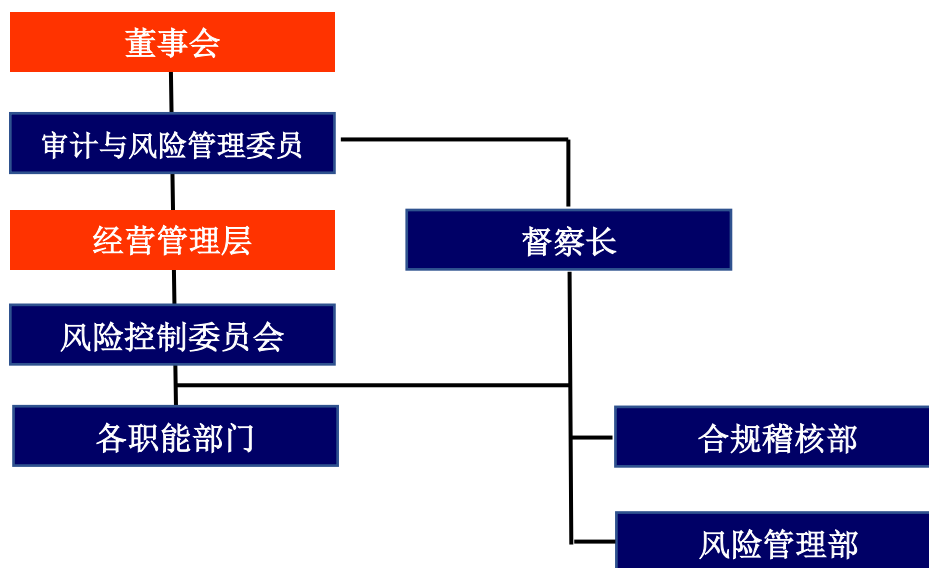 董事会
审计与风险管理委员
经营管理层
督察长
风险控制委员会
各职能部门
合规稽核部
风险管理部